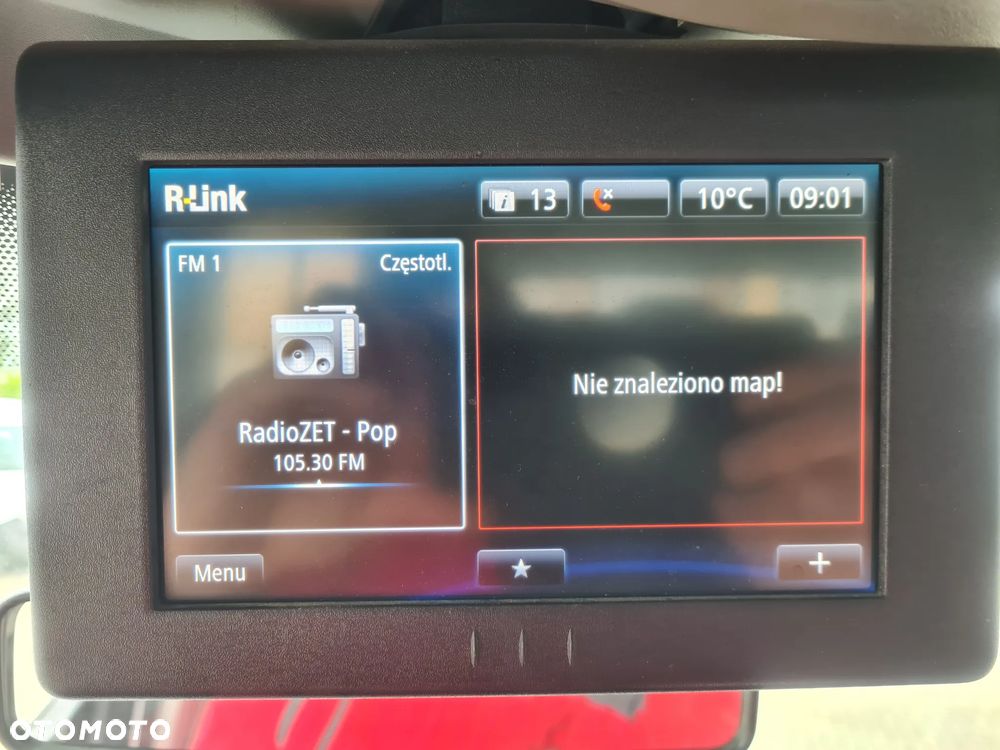 R-Link
13
10°C
09:01
FM 1
Częstotl.
RadioZET - Pop
105.30 FM
Nie znaleziono map!
Menu
+
OTOMOTO